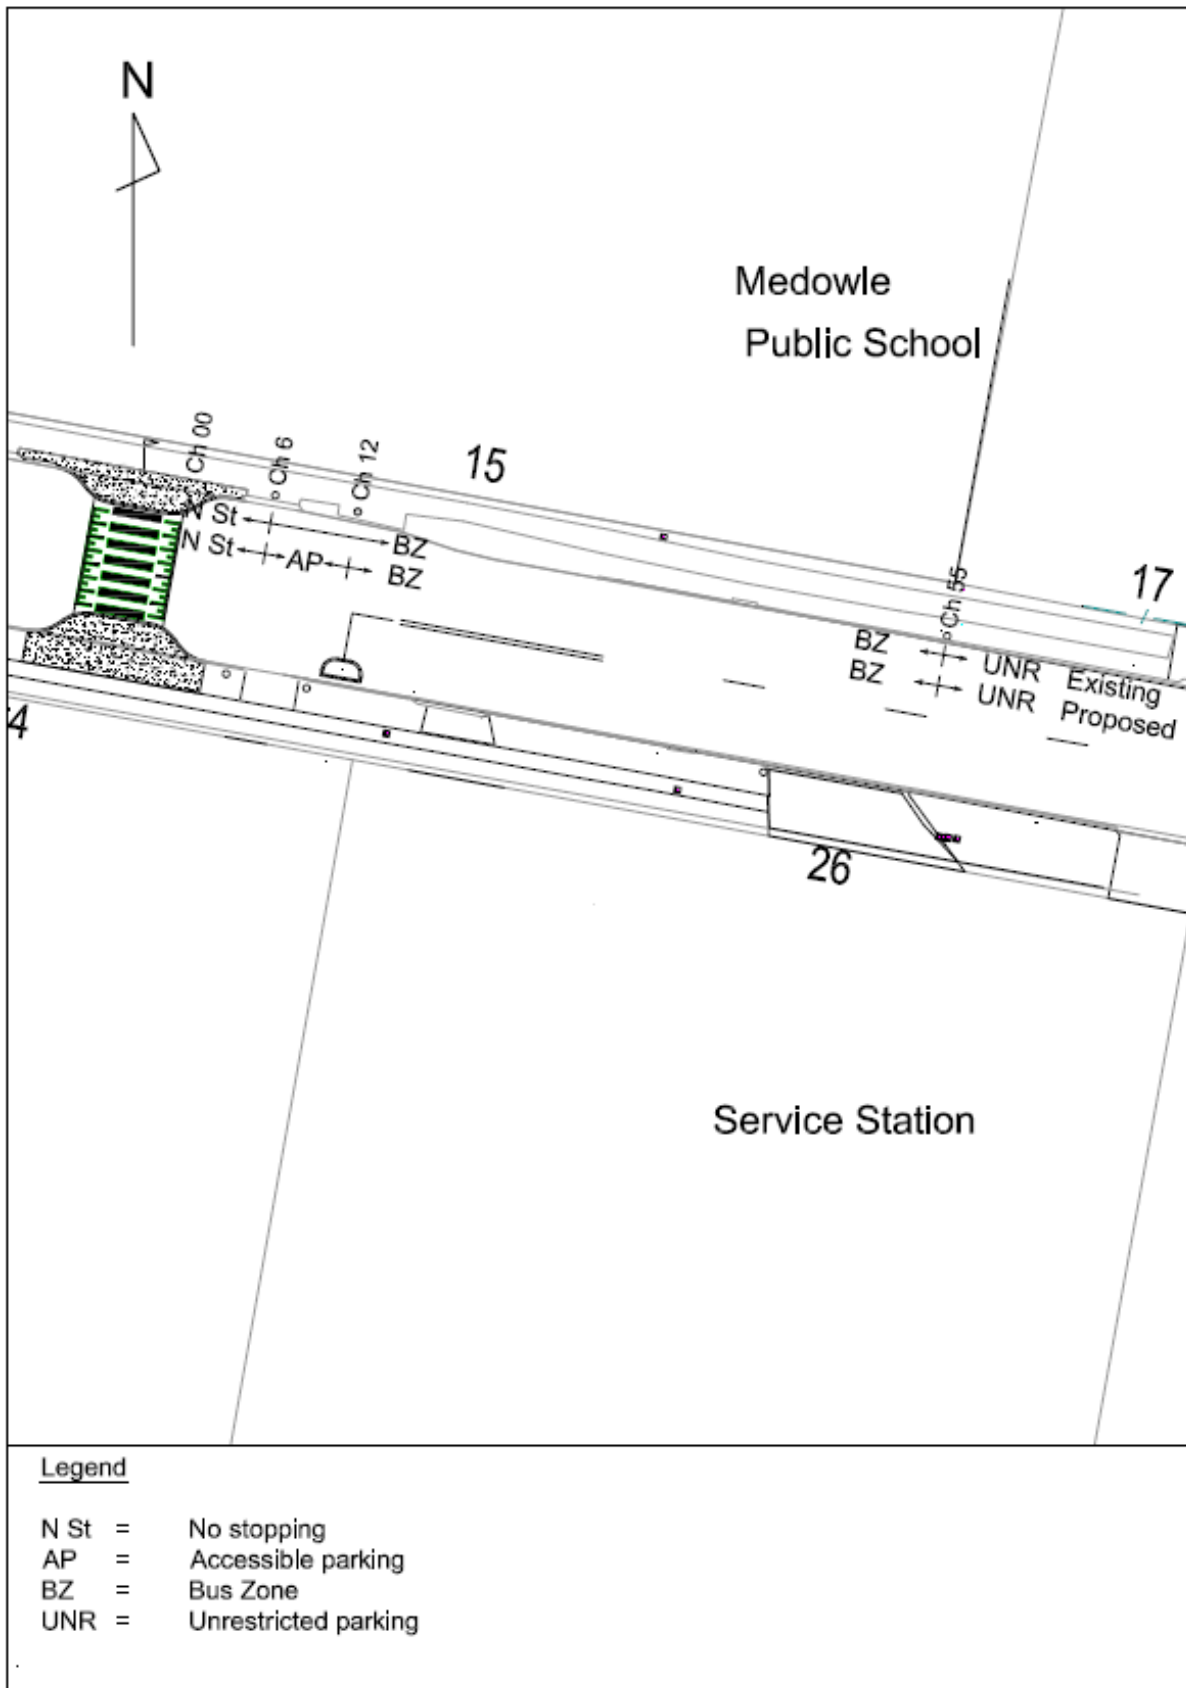 N
Medowle
Public School
Ch 00
Ch 6
Ch 12
15
N St
BZ
N St
AP
BZ
Ch 55
17
BZ
UNR
Existing
BZ
UNR
Proposed
26
Service Station
Legend
N St = No stopping
AP = Accessible parking
BZ = Bus Zone
UNR = Unrestricted parking